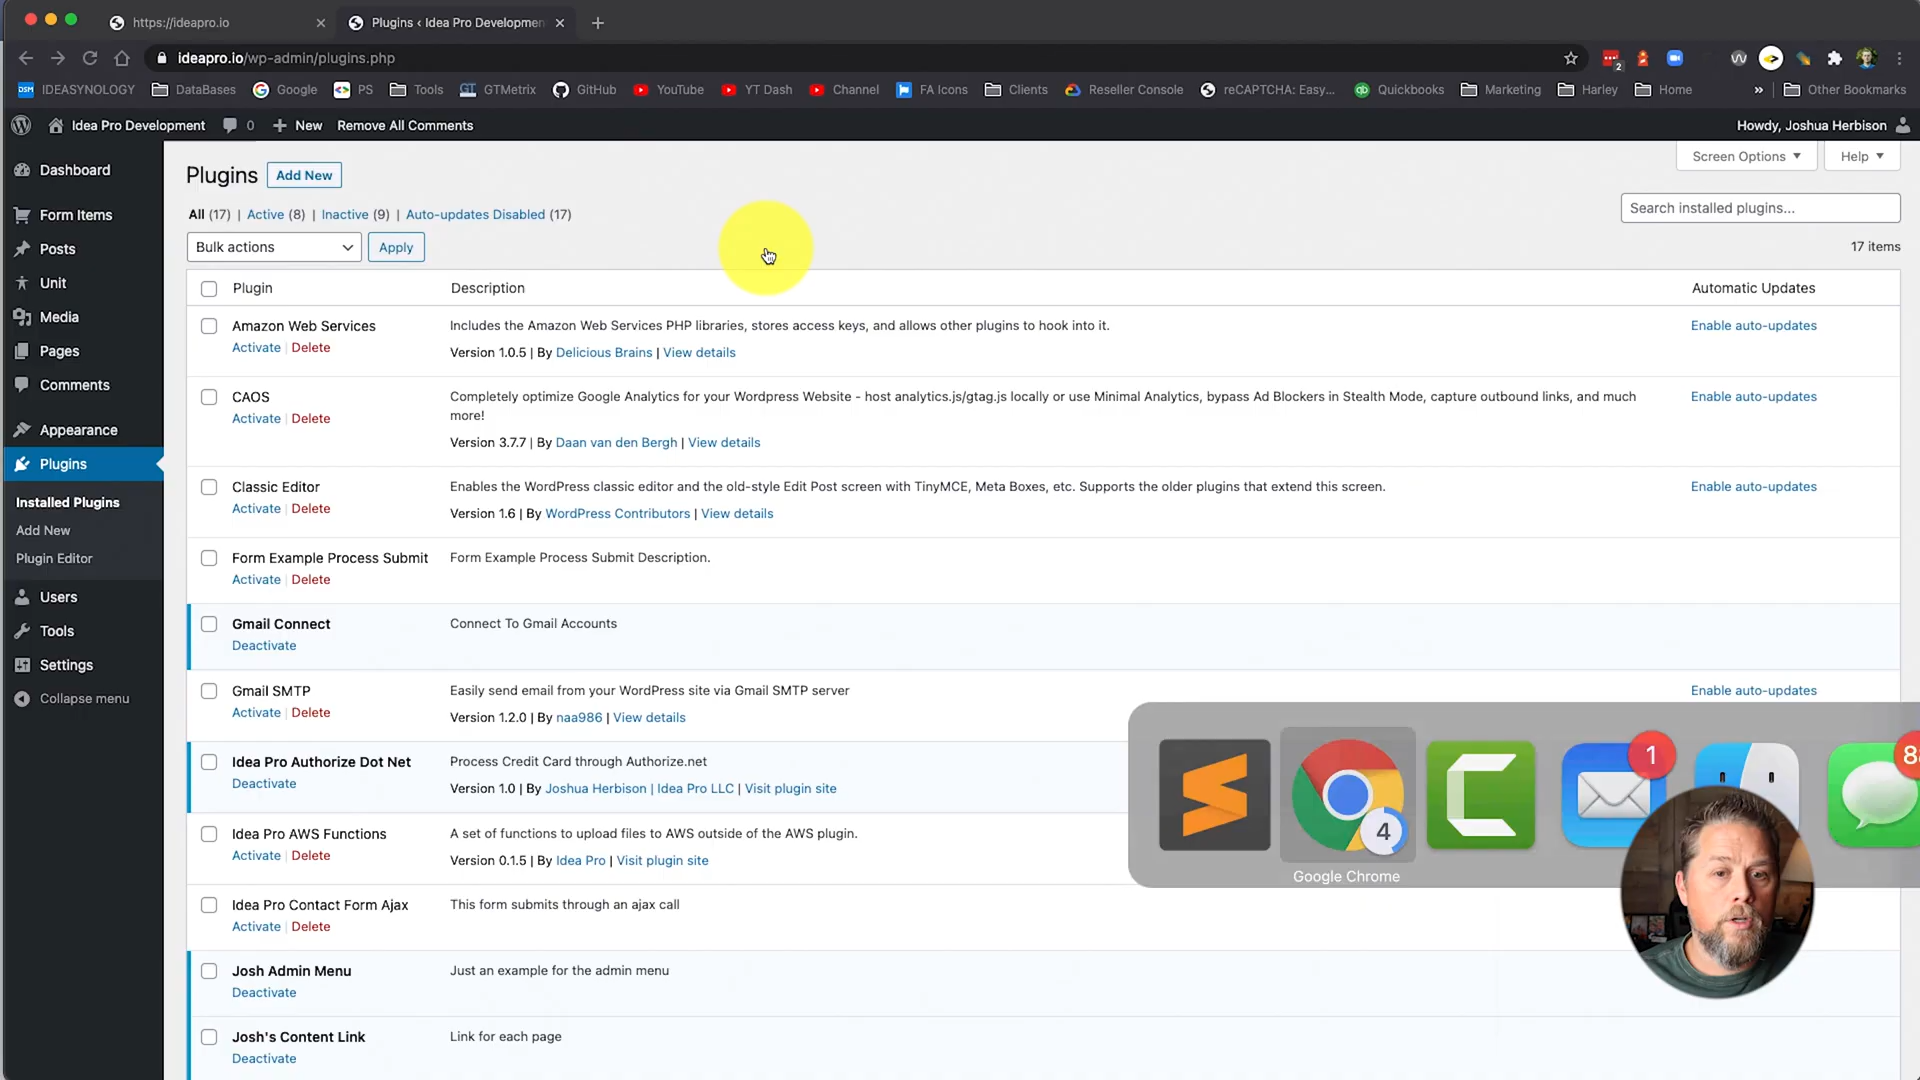 https://ideapro.io
Plugins ‹ Idea Pro Developmen
ideapro.io/wp-admin/plugins.php
2
DSM IDEASYNOLOGY DataBases Google PS Tools GT GTMetrix GitHub YouTube YT Dash Channel FA Icons Clients Reseller Console reCAPTCHA: Easy... qb Quickbooks Marketing Harley Home » Other Bookmarks
Idea Pro Development 0 + New Remove All Comments Howdy, Joshua Herbison
Dashboard
Form Items
Posts
Unit
Media
Pages
Comments
Appearance
Plugins
Installed Plugins
Add New
Plugin Editor
Users
Tools
Settings
Collapse menu
Screen Options Help
Plugins Add New
All (17) | Active (8) | Inactive (9) | Auto-updates Disabled (17)
Search installed plugins...
Bulk actions Apply 17 items
Plugin Description Automatic Updates
Amazon Web Services Includes the Amazon Web Services PHP libraries, stores access keys, and allows other plugins to hook into it. Enable auto-updates
Activate | Delete
Version 1.0.5 | By Delicious Brains | View details
CAOS Completely optimize Google Analytics for your Wordpress Website - host analytics.js/gtag.js locally or use Minimal Analytics, bypass Ad Blockers in Stealth Mode, capture outbound links, and much Enable auto-updates
more!
Activate | Delete
Version 3.7.7 | By Daan van den Bergh | View details
Classic Editor Enables the WordPress classic editor and the old-style Edit Post screen with TinyMCE, Meta Boxes, etc. Supports the older plugins that extend this screen. Enable auto-updates
Activate | Delete
Version 1.6 | By WordPress Contributors | View details
Form Example Process Submit Form Example Process Submit Description.
Activate | Delete
Gmail Connect Connect To Gmail Accounts
Deactivate
Gmail SMTP Easily send email from your WordPress site via Gmail SMTP server Enable auto-updates
Activate | Delete
Version 1.2.0 | By naa986 | View details
Idea Pro Authorize Dot Net Process Credit Card through Authorize.net
Deactivate
Version 1.0 | By Joshua Herbison | Idea Pro LLC | Visit plugin site
Idea Pro AWS Functions A set of functions to upload files to AWS outside of the AWS plugin.
Activate | Delete
Version 0.1.5 | By Idea Pro | Visit plugin site
Idea Pro Contact Form Ajax This form submits through an ajax call
Activate | Delete
Josh Admin Menu Just an example for the admin menu
Deactivate
Josh's Content Link Link for each page
Deactivate
4
1
Google Chrome